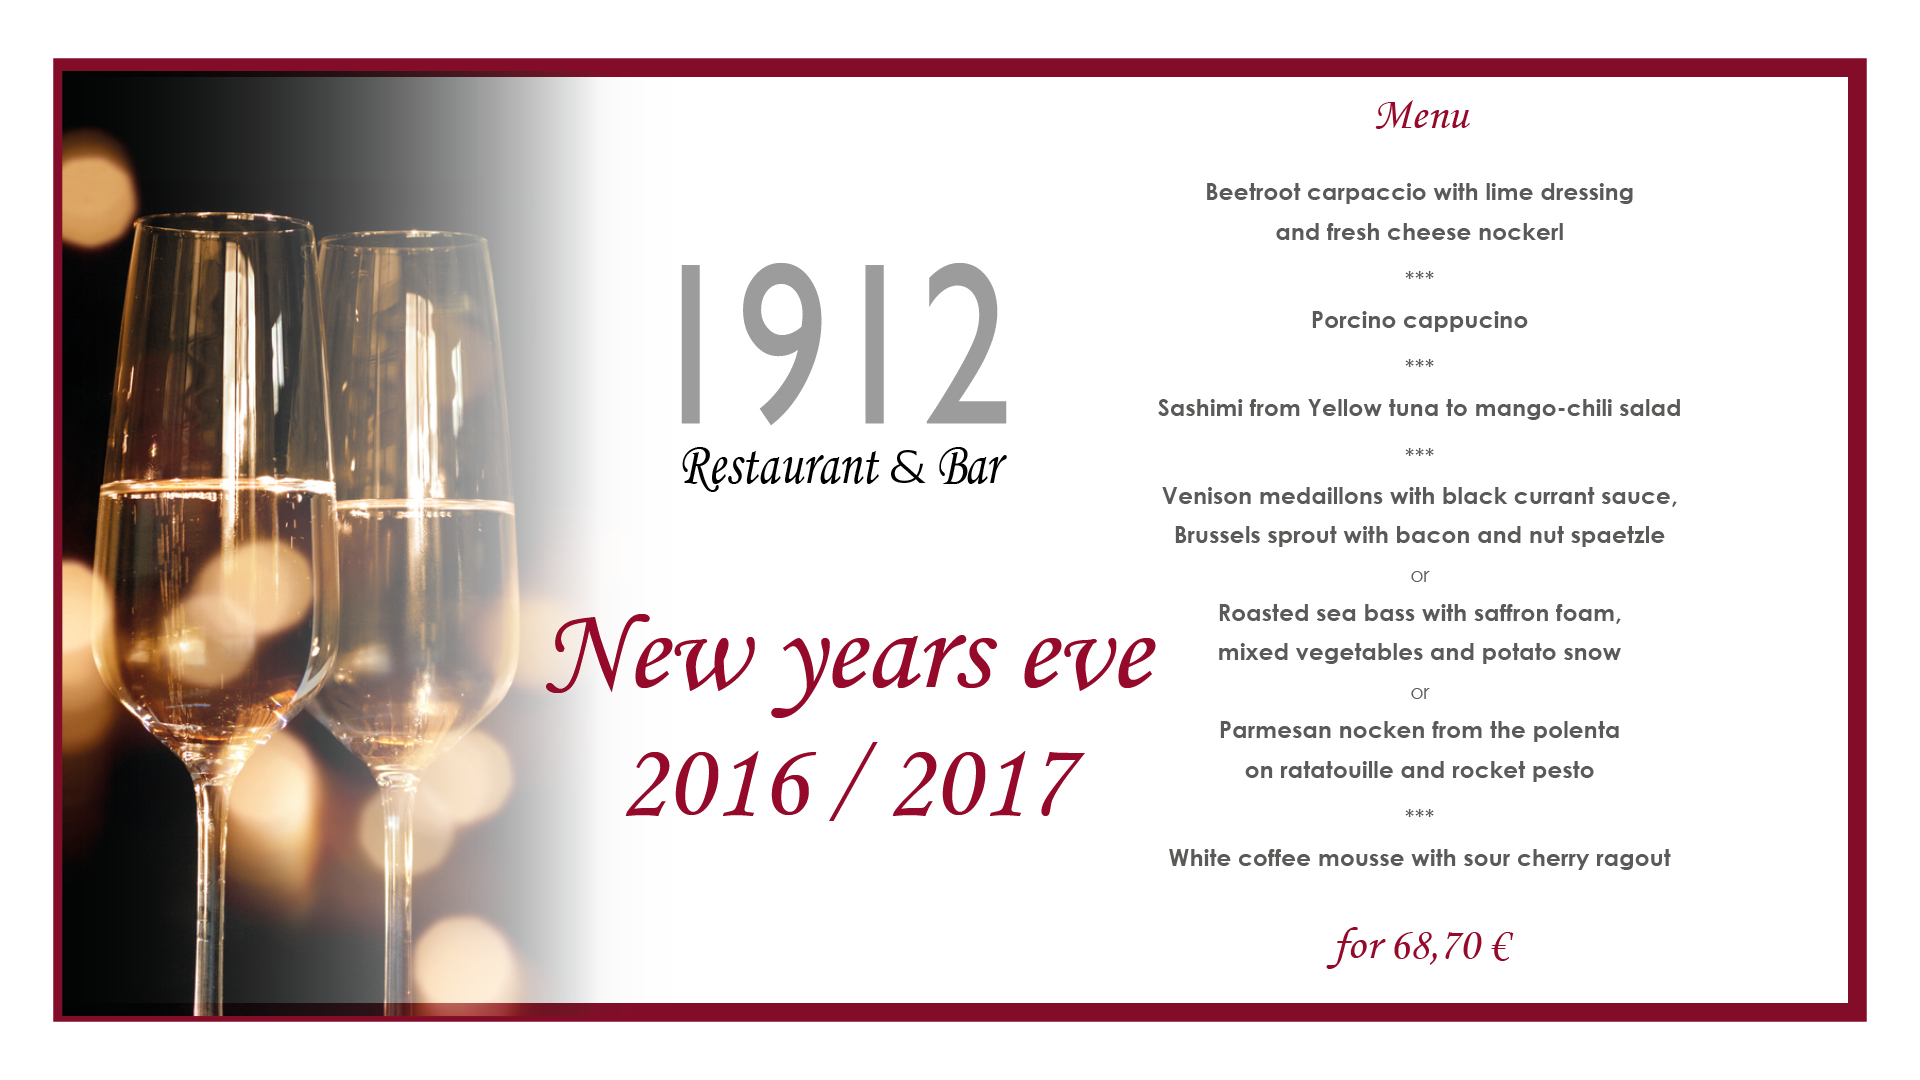 1912
Restaurant & Bar
New years eve
2016 / 2017
Menu
Beetroot carpaccio with lime dressing
and fresh cheese nockerl
***
Porcino cappucino
***
Sashimi from Yellow tuna to mango-chili salad
***
Venison medaillons with black currant sauce,
Brussels sprout with bacon and nut spaetzle
or
Roasted sea bass with saffron foam,
mixed vegetables and potato snow
or
Parmesan nocken from the polenta
on ratatouille and rocket pesto
***
White coffee mousse with sour cherry ragout
for 68,70 €